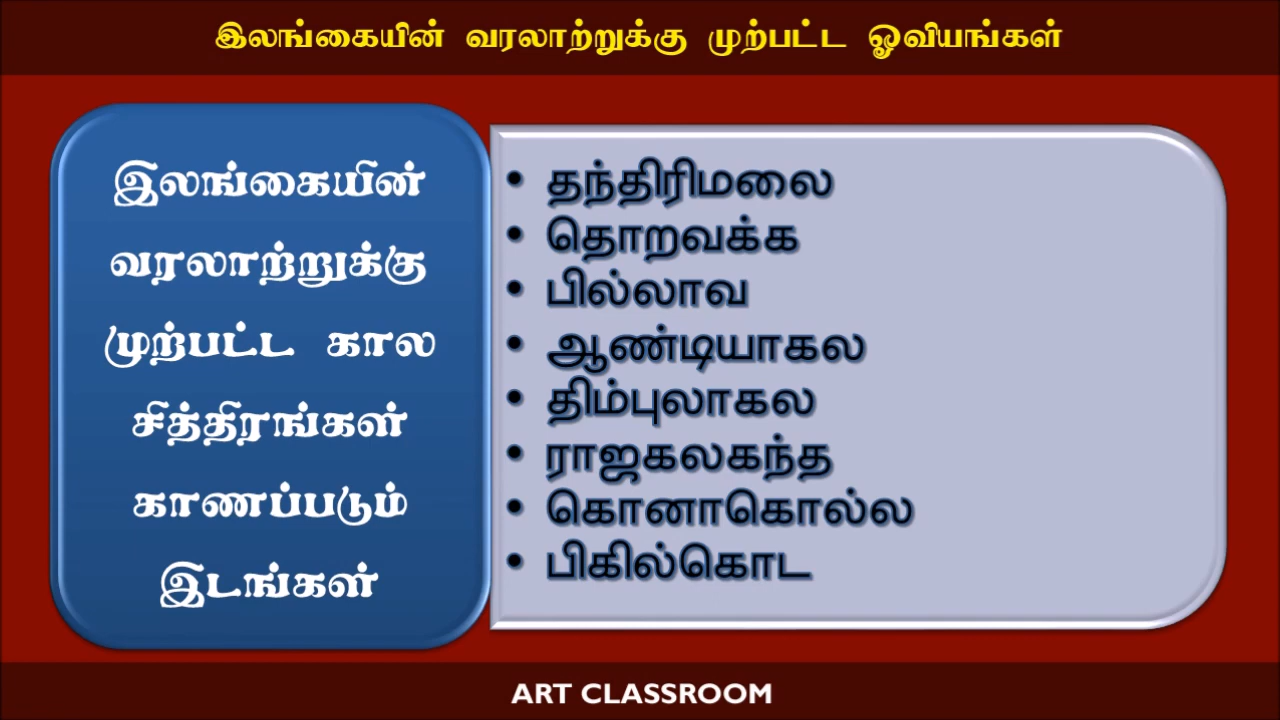 இலங்கையின் வரலாற்றுக்கு முற்பட்ட ஓவியங்கள்
இலங்கையின்
வரலாற்றுக்கு
முற்பட்ட கால
சித்திரங்கள்
காணப்படும்
இடங்கள்
• தந்திரிமலை
• தொறவக்க
• பில்லாவ
• ஆண்டியாகல
• திம்புலாகல
• ராஜகலகந்த
• கொனாகொல்ல
• பிகில்கொட
ART CLASSROOM